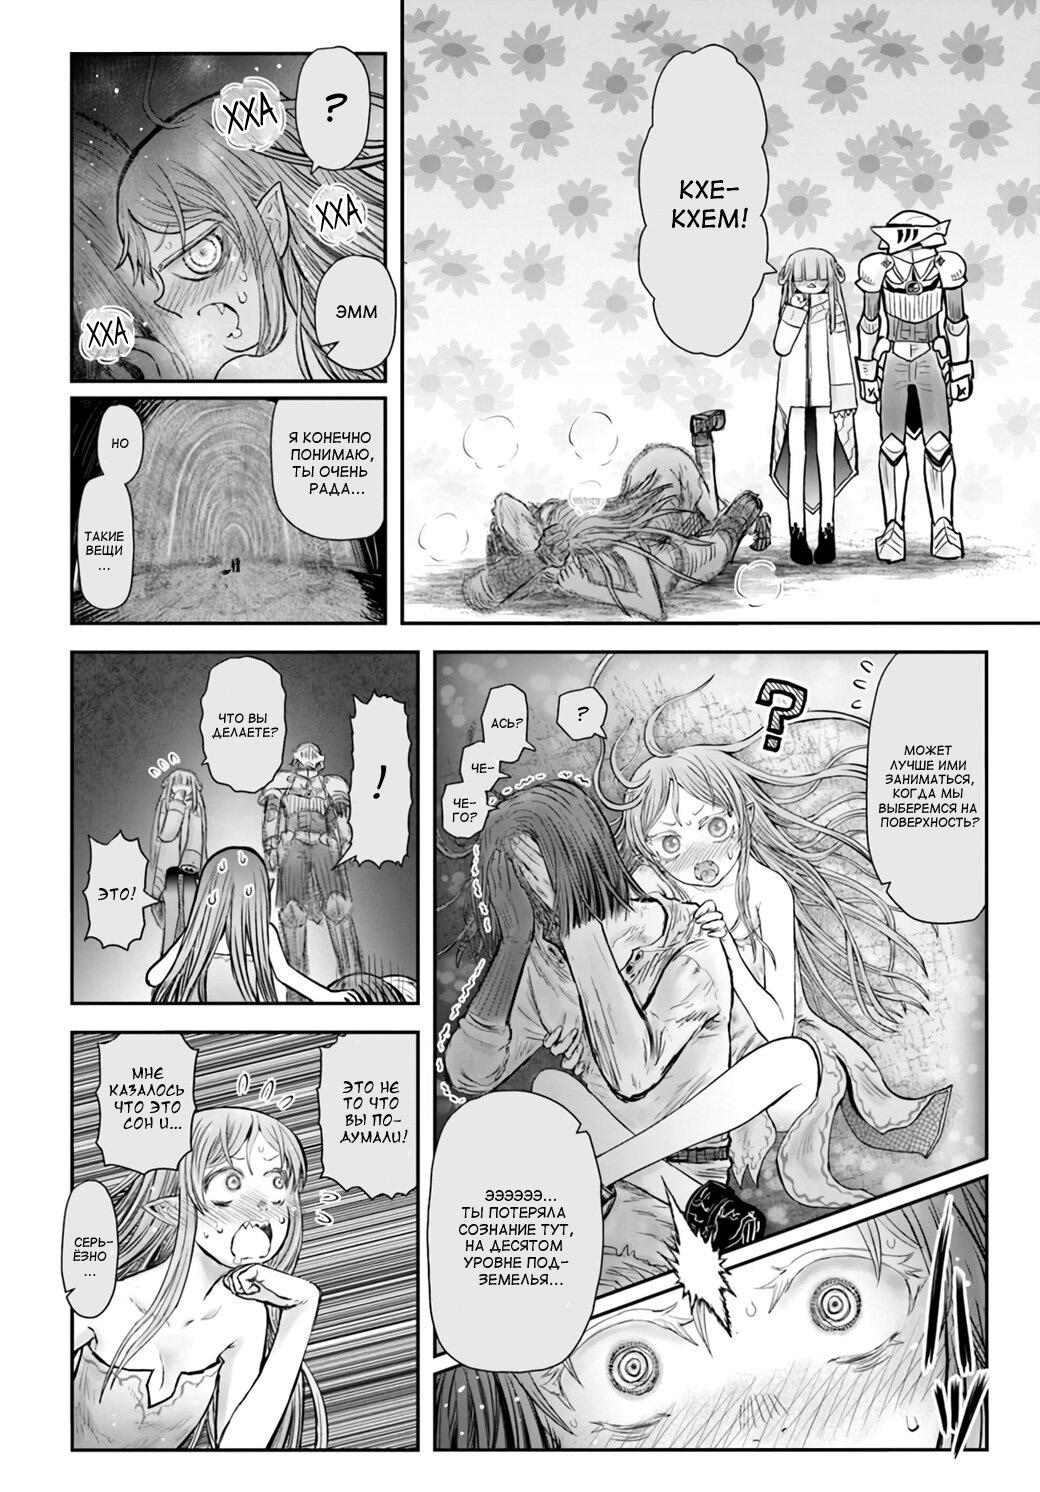 КХЕ-
КХЕМ!
?
ХХА
ХХА
ЭММ
ХХА
Я КОНЕЧНО
ПОНИМАЮ,
ТЫ ОЧЕНЬ
РАДА...
НО
ТАКИЕ
ВЕЩИ
...
МОЖЕТ
ЛУЧШЕ ИМИ
ЗАНИМАТЬСЯ,
КОГДА МЫ
ВЫБЕРЕМСЯ НА
ПОВЕРХНОСТЬ?
?
?
АСЬ?
ЧЕ-
ЧЕ-
ГО?
ЭЭЭЭЭЭ...
ТЫ ПОТЕРЯЛА
СОЗНАНИЕ ТУТ,
НА ДЕСЯТОМ
УРОВНЕ ПОД-
ЗЕМЕЛЬЯ...
!
ЧТО ВЫ
ДЕЛАЕТЕ?
ЭТО!
ЭТО НЕ
ТО ЧТО
ВЫ ПО-
ДУМАЛИ!
МНЕ
КАЗАЛОСЬ
ЧТО ЭТО
СОН И...
СЕРЬ-
ЁЗНО
...